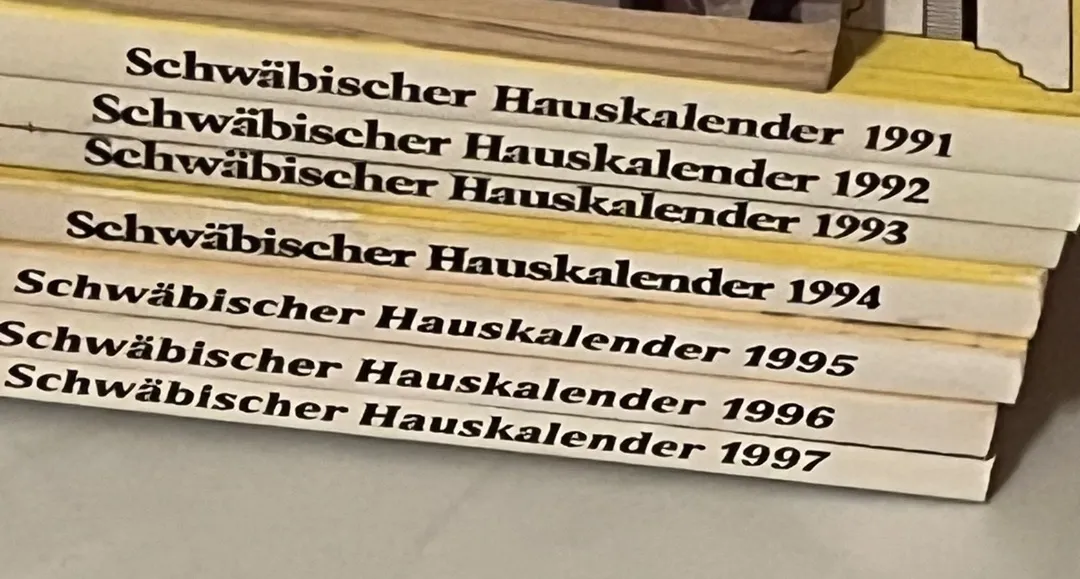 Schwäbischer Hauskalender 1991
Schwäbischer Hauskalender 1992
Schwäbischer Hauskalender 1993
Schwäbischer Hauskalender 1994
Schwäbischer Hauskalender 1995
Schwäbischer Hauskalender 1996
Schwäbischer Hauskalender 1997